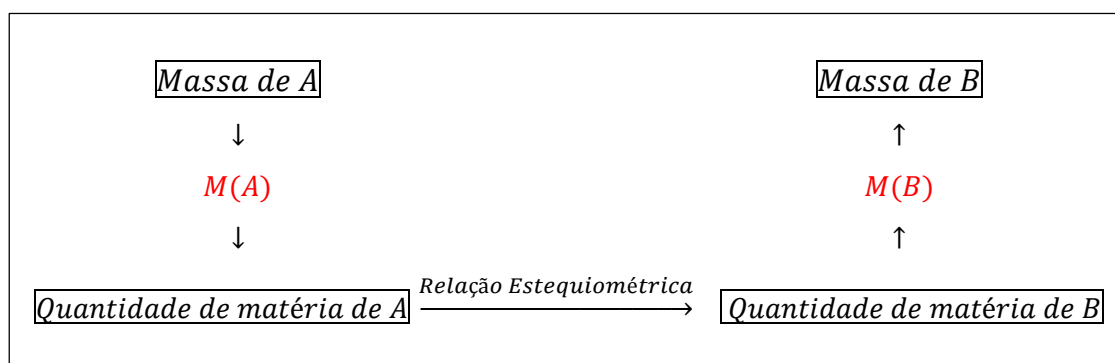 Massa de A Massa de B
↓ ↑
M(A) M(B)
↓ ↑
Relação Estequiométrica
Quantidade de matéria de A → Quantidade de matéria de B